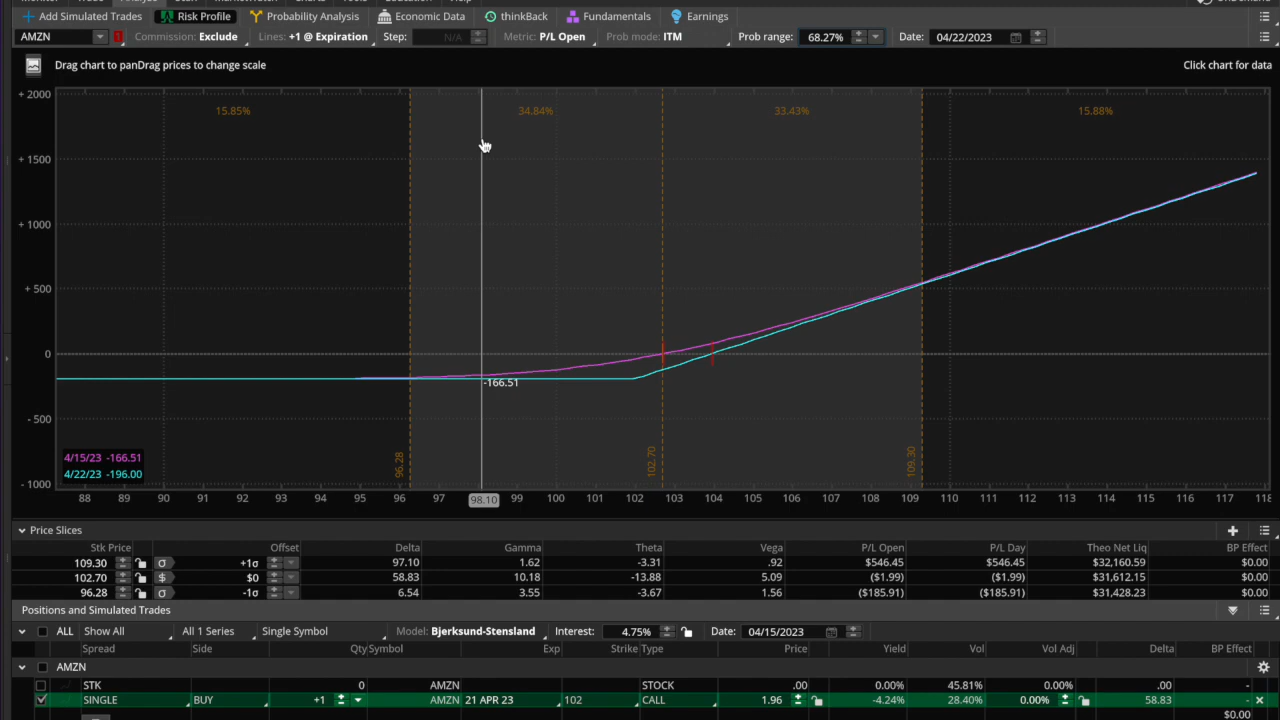 Monitor Trade Analyze Scan MarketWatch Charts Tools Education Help OnDemand
Add Simulated Trades Risk Profile Probability Analysis Economic Data thinkBack Fundamentals Earnings
AMZN 1 Commission: Exclude Lines: +1 @ Expiration Step: N/A Metric: P/L Open Prob mode: ITM Prob range: 68.27% Date: 04/22/2023
Drag chart to panDrag prices to change scale Click chart for data
+ 2000
15.85% 34.84% 33.43% 15.88%
+ 1500
+ 1000
+ 500
0
-166.51
- 500
4/15/23 -166.51
4/22/23 -196.00
96.28 102.70 109.30
- 1000
88 89 90 91 92 93 94 95 96 97 98.10 99 100 101 102 103 104 105 106 107 108 109 110 111 112 113 114 115 116 117 118
Price Slices
Stk Price Offset Delta Gamma Theta Vega P/L Open P/L Day Theo Net Liq BP Effect
109.30 σ +1σ 97.10 1.62 -3.31 .92 $546.45 $546.45 $32,160.59 $0.00
102.70 $ $0 58.83 10.18 -13.88 5.09 ($1.99) ($1.99) $31,612.15 $0.00
96.28 σ -1σ 6.54 3.55 -3.67 1.56 ($185.91) ($185.91) $31,428.23 $0.00
Positions and Simulated Trades
ALL Show All All 1 Series Single Symbol Model: Bjerksund-Stensland Interest: 4.75% Date: 04/15/2023
Spread Side Qty Symbol Exp Strike Type Price Yield Vol Vol Adj Delta BP Effect
AMZN
STK 0 AMZN STOCK .00 0.00% 45.81% 0.00% .00 -
SINGLE BUY +1 AMZN 21 APR 23 102 CALL 1.96 -4.24% 28.40% 0.00% 58.83 -
$0.00